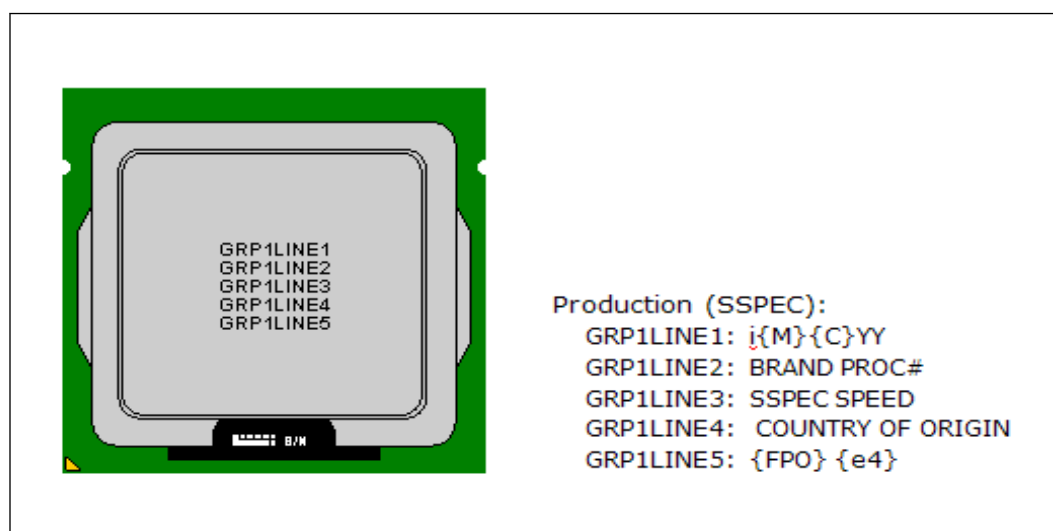 GRP1LINE1
GRP1LINE2
GRP1LINE3
GRP1LINE4
GRP1LINE5
S/N
Production (SSPEC):
GRP1LINE1: i{M}{C}YY
GRP1LINE2: BRAND PROC#
GRP1LINE3: SSPEC SPEED
GRP1LINE4: COUNTRY OF ORIGIN
GRP1LINE5: {FPO} {e4}